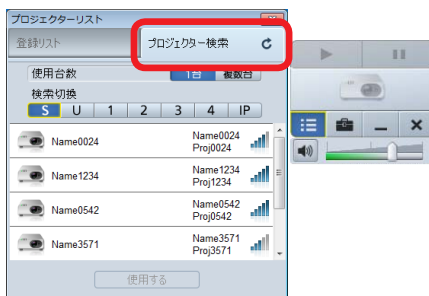 プロジェクターリスト
登録リスト
プロジェクター検索
使用台数 1台 複数台
検索切換
S U 1 2 3 4 IP
Name0024 Name0024
Proj0024
Name1234 Name1234
Proj1234
Name0542 Name0542
Proj0542
Name3571 Name3571
Proj3571
使用する